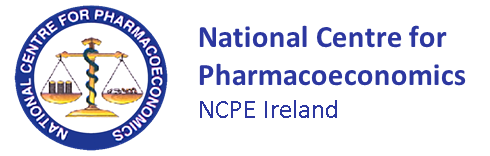 NATIONAL CENTRE FOR PHARMACOECONOMICS
National Centre for
Pharmacoeconomics
NCPE Ireland